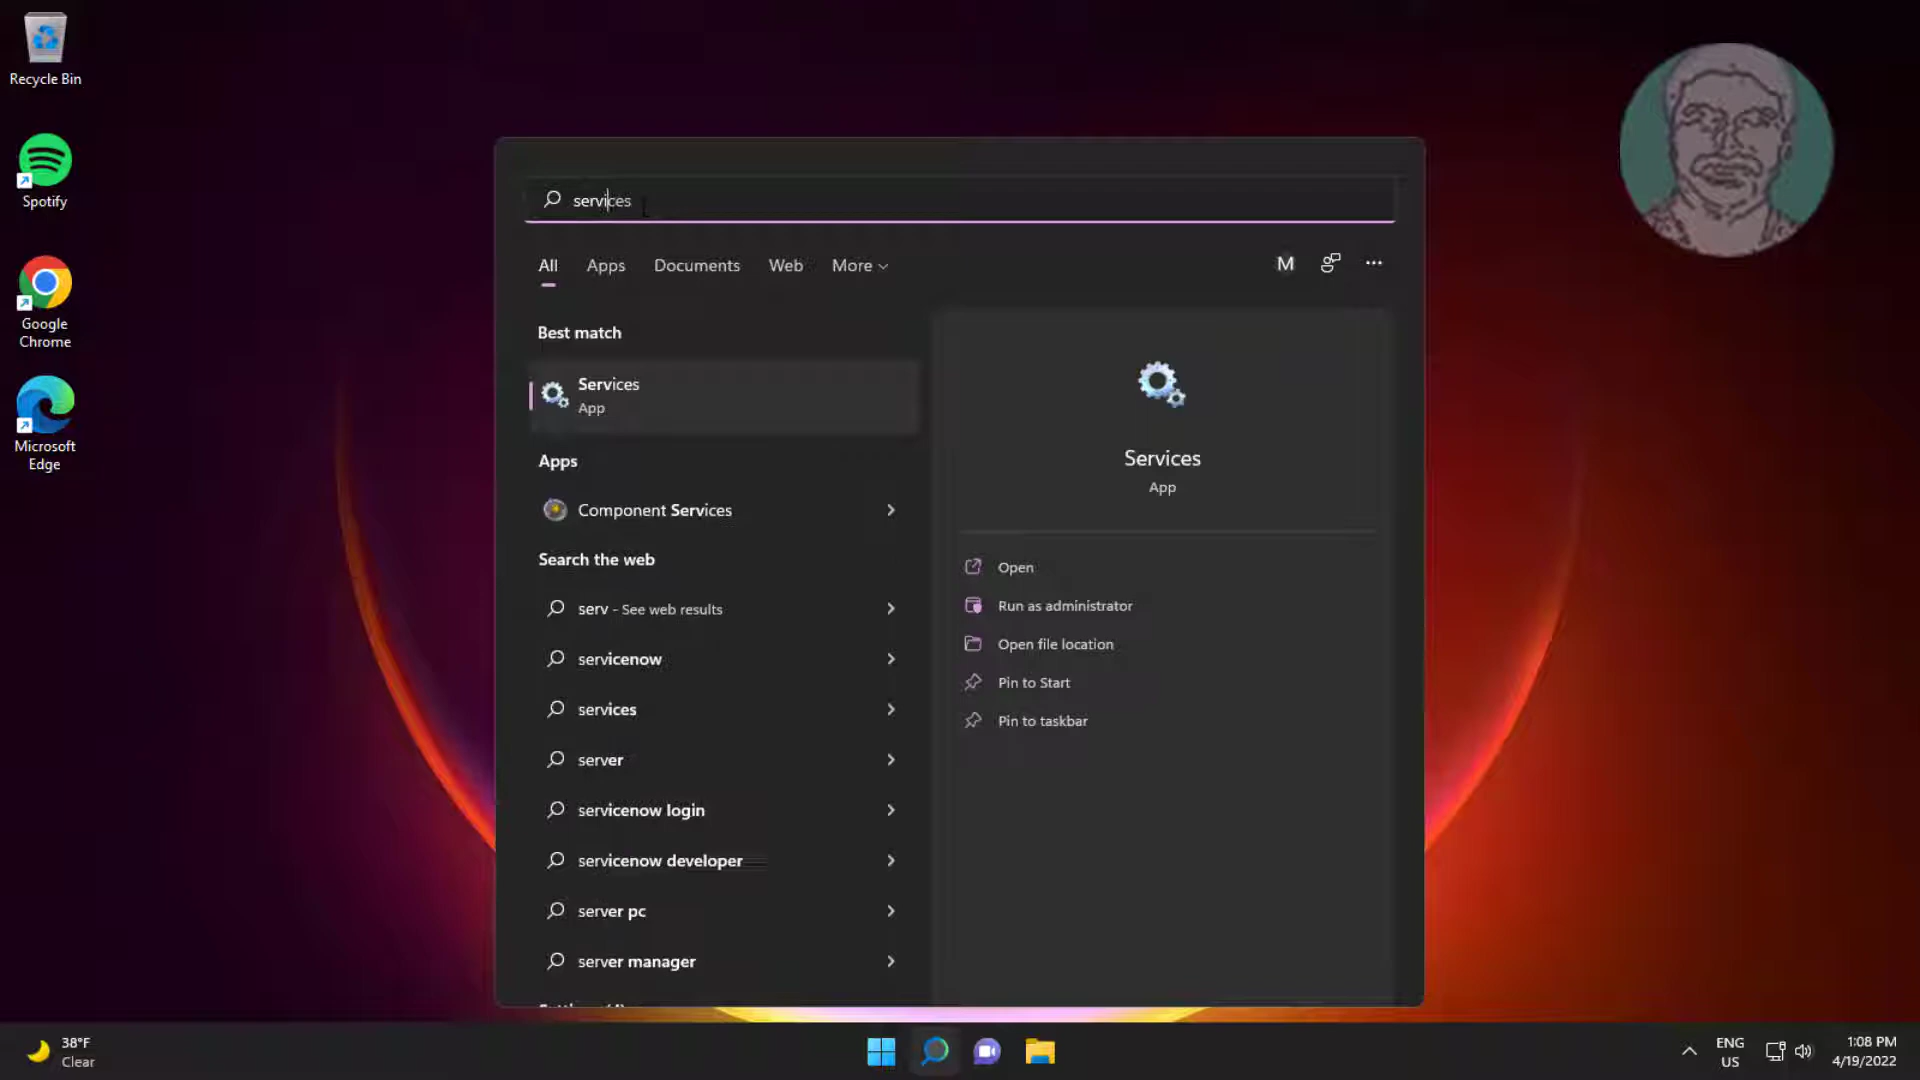 Recycle Bin
Spotify
Google
Chrome
Microsoft
Edge
services
All Apps Documents Web More
M
Best match
Services
App
Apps
Component Services
Search the web
serv - See web results
servicenow
services
server
servicenow login
servicenow developer
server pc
server manager
Services
App
Open
Run as administrator
Open file location
Pin to Start
Pin to taskbar
38°F
Clear
ENG
US
1:08 PM
4/19/2022